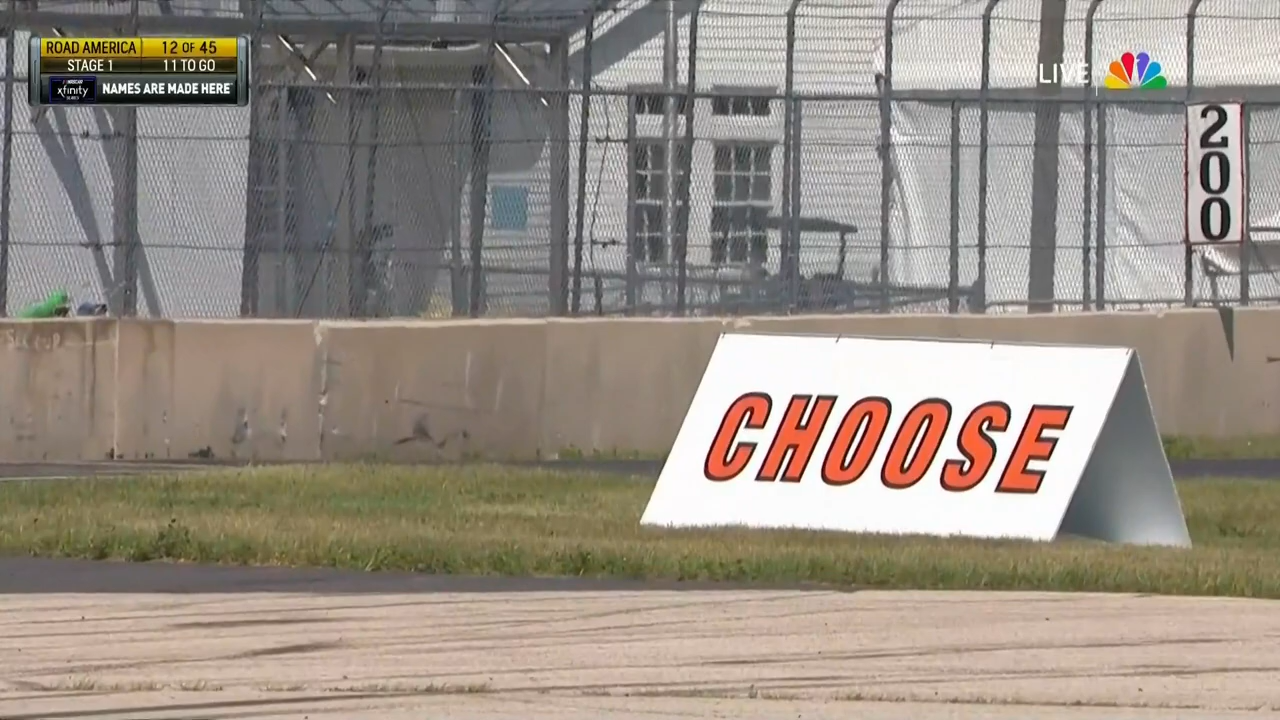 ROAD AMERICA 12 OF 45
STAGE 1 11 TO GO
xfinity NAMES ARE MADE HERE
LIVE
200
CHOOSE